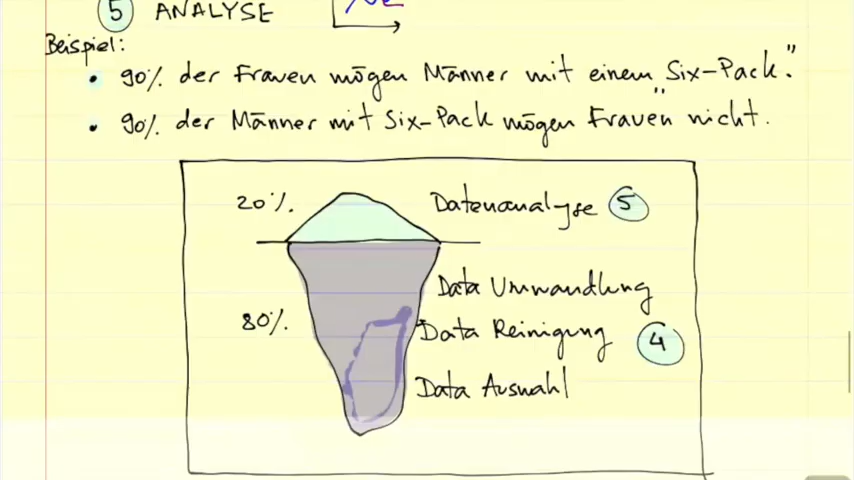 5 ANALYSE
Beispiel:
• 90% der Frauen mögen Männer mit einem "Six-Pack".
• 90% der Männer mit Six-Pack mögen "Frauen" nicht.
20%. Datenanalyse 5
Data Umwandlung
80%. Data Reinigung 4
Data Auswahl